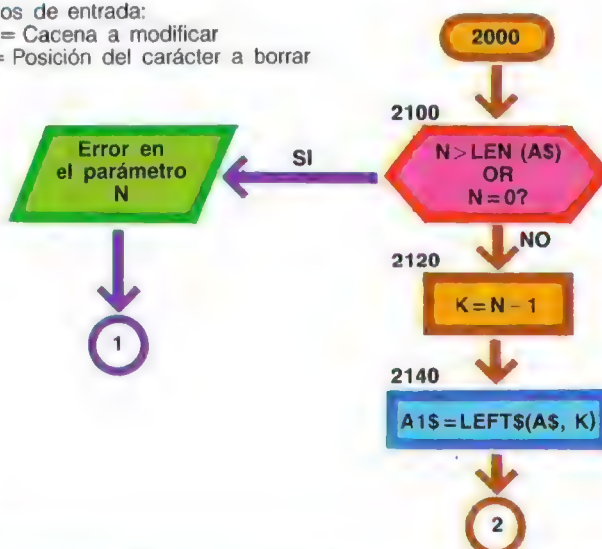 os de entrada:
= Cacena a modificar
= Posición del carácter a borrar
2000
2100
N>LEN (A$)
OR
N=0?
SI
Error en
el parámetro
N
1
NO
2120
K=N-1
2140
A1$=LEFT$(A$, K)
2